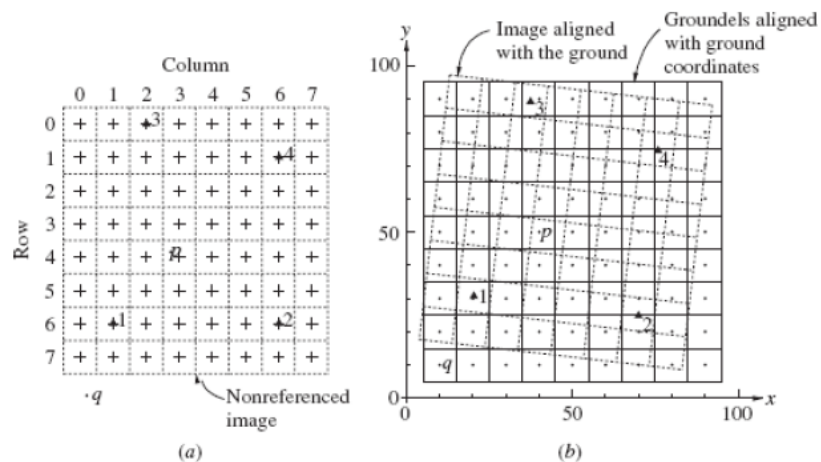 Column
0 1 2 3 4 5 6 7
Row
0
1
2
3
4
5
6
7
3
4
p
1
2
·q
Nonreferenced
image
(a)
y
Image aligned
with the ground
Groundels aligned
with ground
coordinates
100
50
0
3
4
p
1
2
q
0 50 100 x
(b)